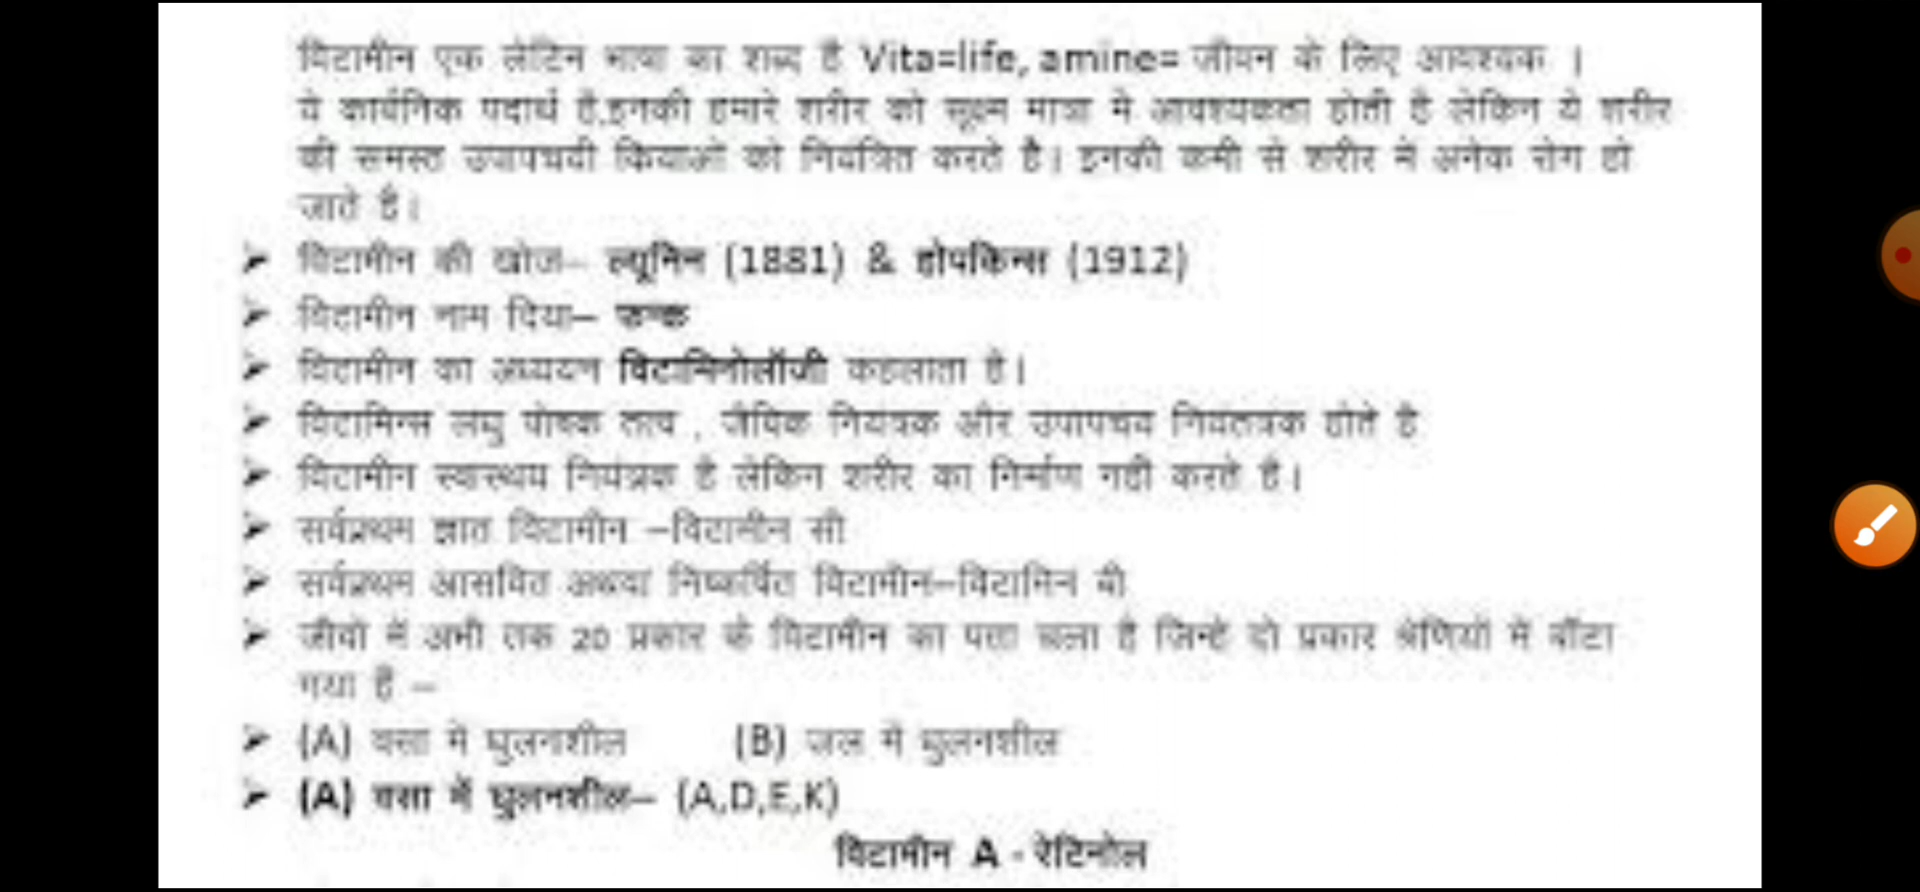 विटामीन एक लेटिन भाषा का शब्द है Vita=life, amine= जीवन के लिए आवश्यक ।
ये कार्बनिक पदार्थ है,इनकी हमारे शरीर को सूक्ष्म मात्रा मे आवश्यकता होती है लेकिन ये शरीर
की समस्त उपापचयी कियाओं को नियंत्रित करते है। इनकी कमी से शरीर में अनेक रोग हो
जाते है।
➢ विटामीन की खोज– ल्यूनिन (1881) & होपकिन्स (1912)
➢ विटामीन नाम दिया– फन्क
➢ विटामीन का अध्ययन विटामिनोलॉजी कहलाता है।
➢ विटामिन्स लघु पोषक तत्व , जैविक नियंत्रक और उपापचय नियंतत्रक होते है
➢ विटामीन स्वास्थय नियंत्रक है लेकिन शरीर का निर्माण नही करते है।
➢ सर्वप्रथम ज्ञात विटामीन –विटामीन सी
➢ सर्वप्रथम आसवित अथवा निष्कर्षित विटामीन–विटामिन बी
➢ जीवो में अभी तक 20 प्रकार के विटामीन का पता चला है जिन्हे दो प्रकार श्रेणियों में बॉटा
गया है –
➢ (A) वसा में घुलनशील (B) जल में घुलनशील
➢ (A) वसा में घुलनशील– (A,D,E,K)
विटामीन A - रेटिनोल